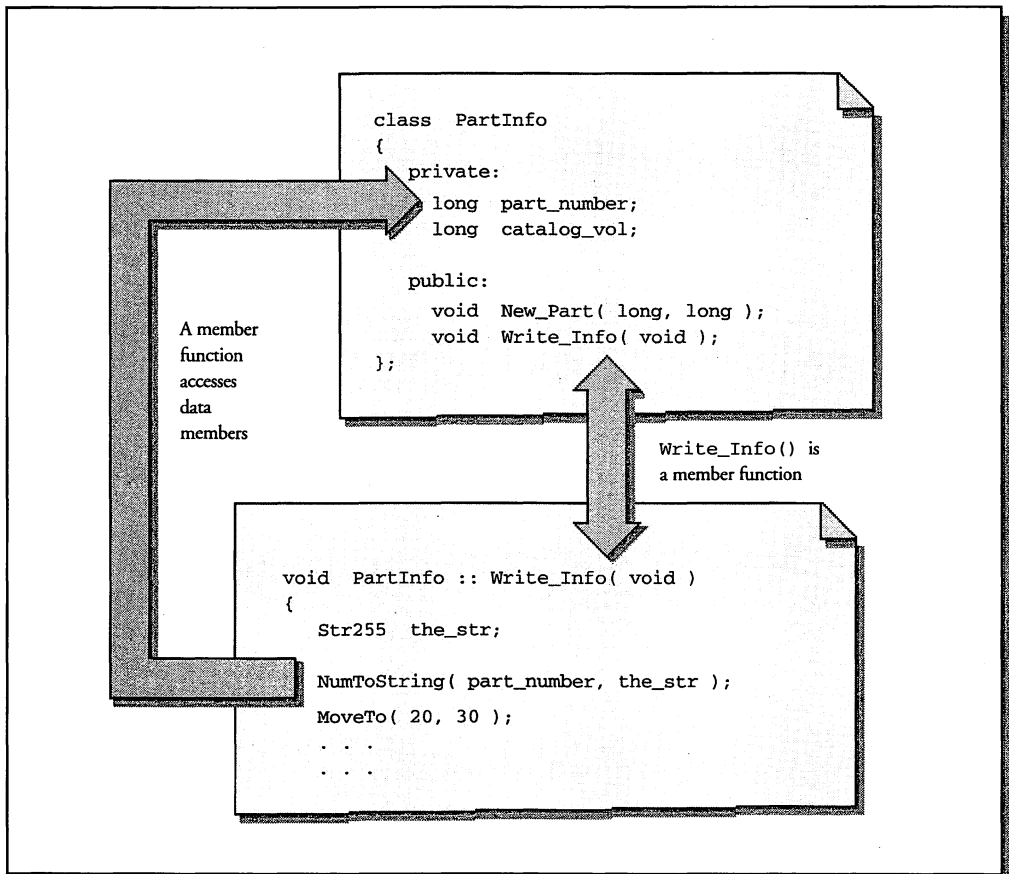 class PartInfo
{
private:
long part_number;
long catalog_vol;
public:
void New_Part( long, long );
void Write_Info( void );
};
A member
function
accesses
data
members
Write_Info() is
a member function
void PartInfo :: Write_Info( void )
{
Str255 the_str;
NumToString( part_number, the_str );
MoveTo( 20, 30 );
. . .
. . .